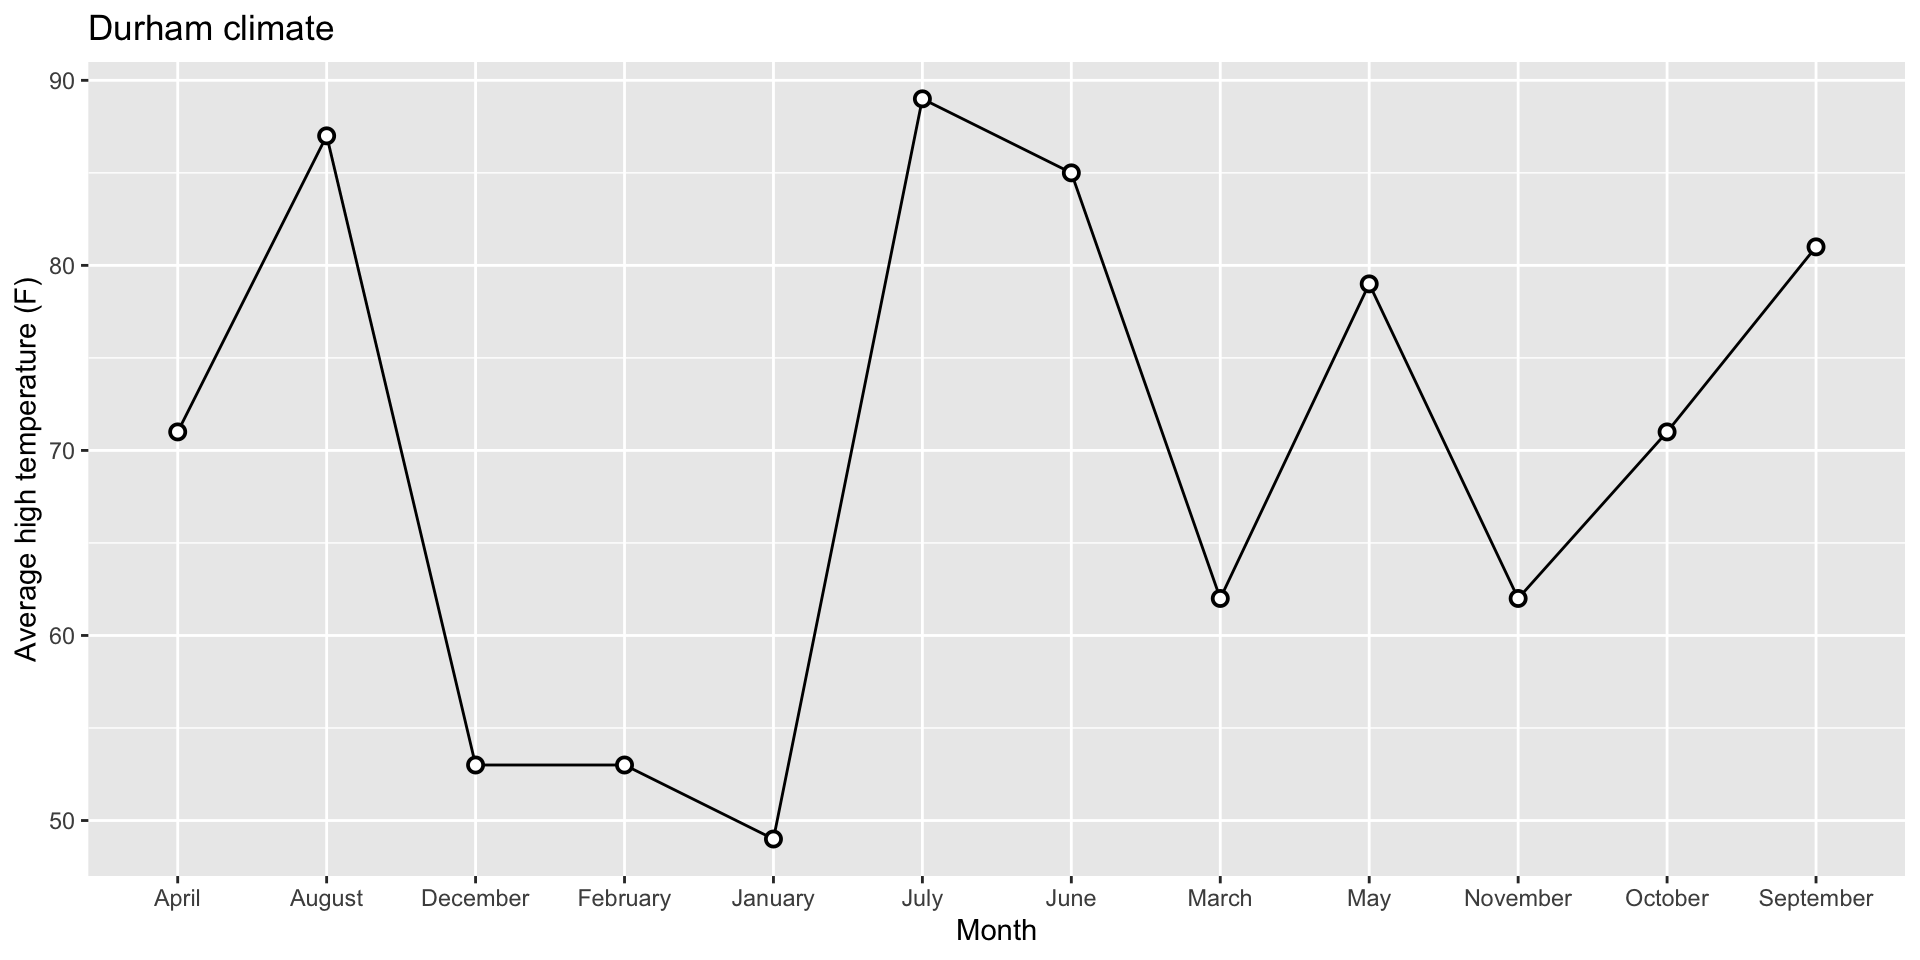 Durham climate
Average high temperature (F)
90
80
70
60
50
April August December February January July June March May November October September
Month